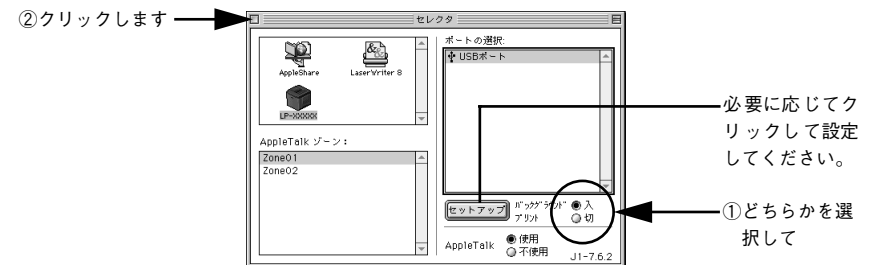 ②クリックします
セレクタ
AppleShare
LaserWriter 8
LP-XXXXX
AppleTalk ゾーン：
Zone01
Zone02
ポートの選択:
USBポート
セットアップ
バックグラウンド
プリント
入
切
AppleTalk
使用
不使用
J1-7.6.2
必要に応じてク
リックして設定
してください。
①どちらかを選
択して